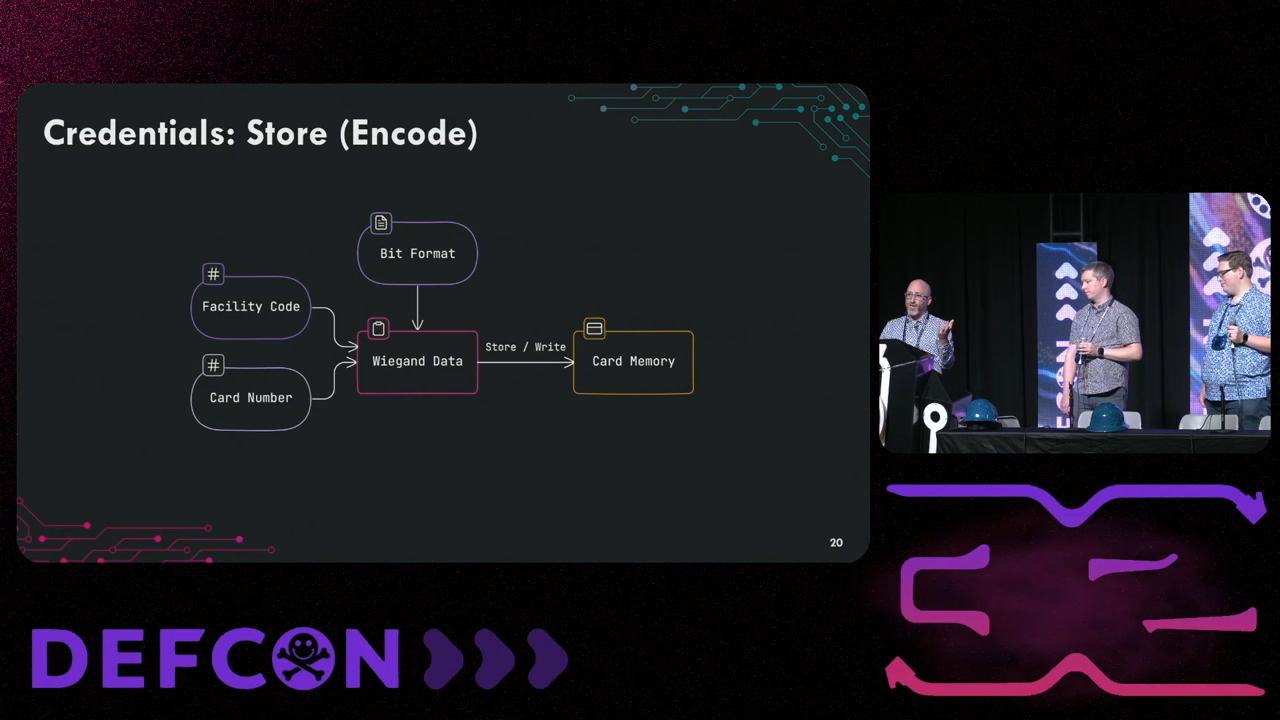 Credentials: Store (Encode)
Bit Format
#
Facility Code
Wiegand Data
Store / Write
Card Memory
#
Card Number
20
DEFCON